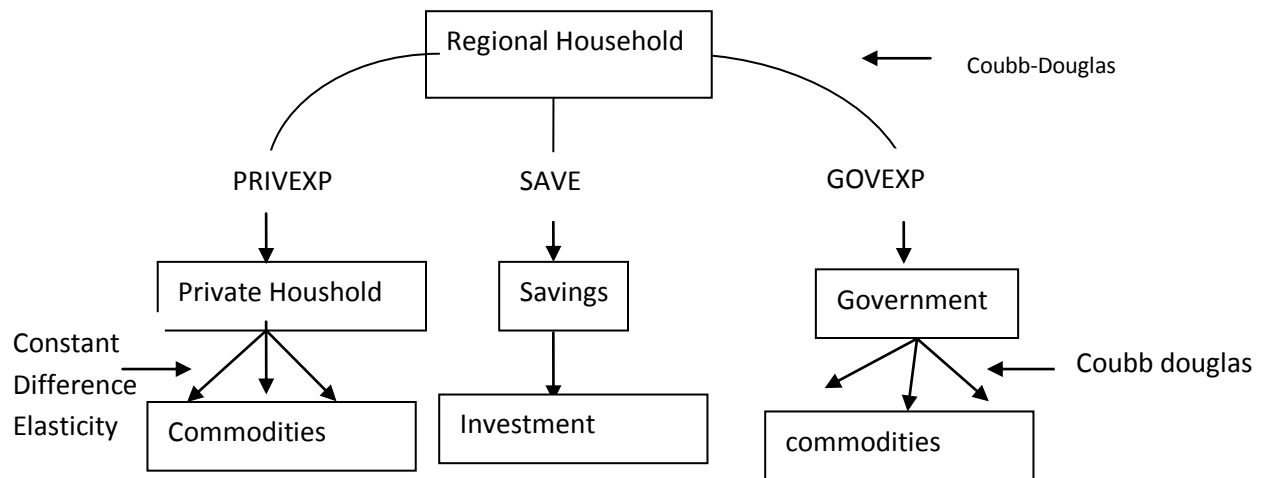 Regional Household
Coubb-Douglas
PRIVEXP
SAVE
GOVEXP
Private Houshold
Savings
Government
Constant
Difference
Elasticity
Coubb douglas
Commodities
Investment
commodities